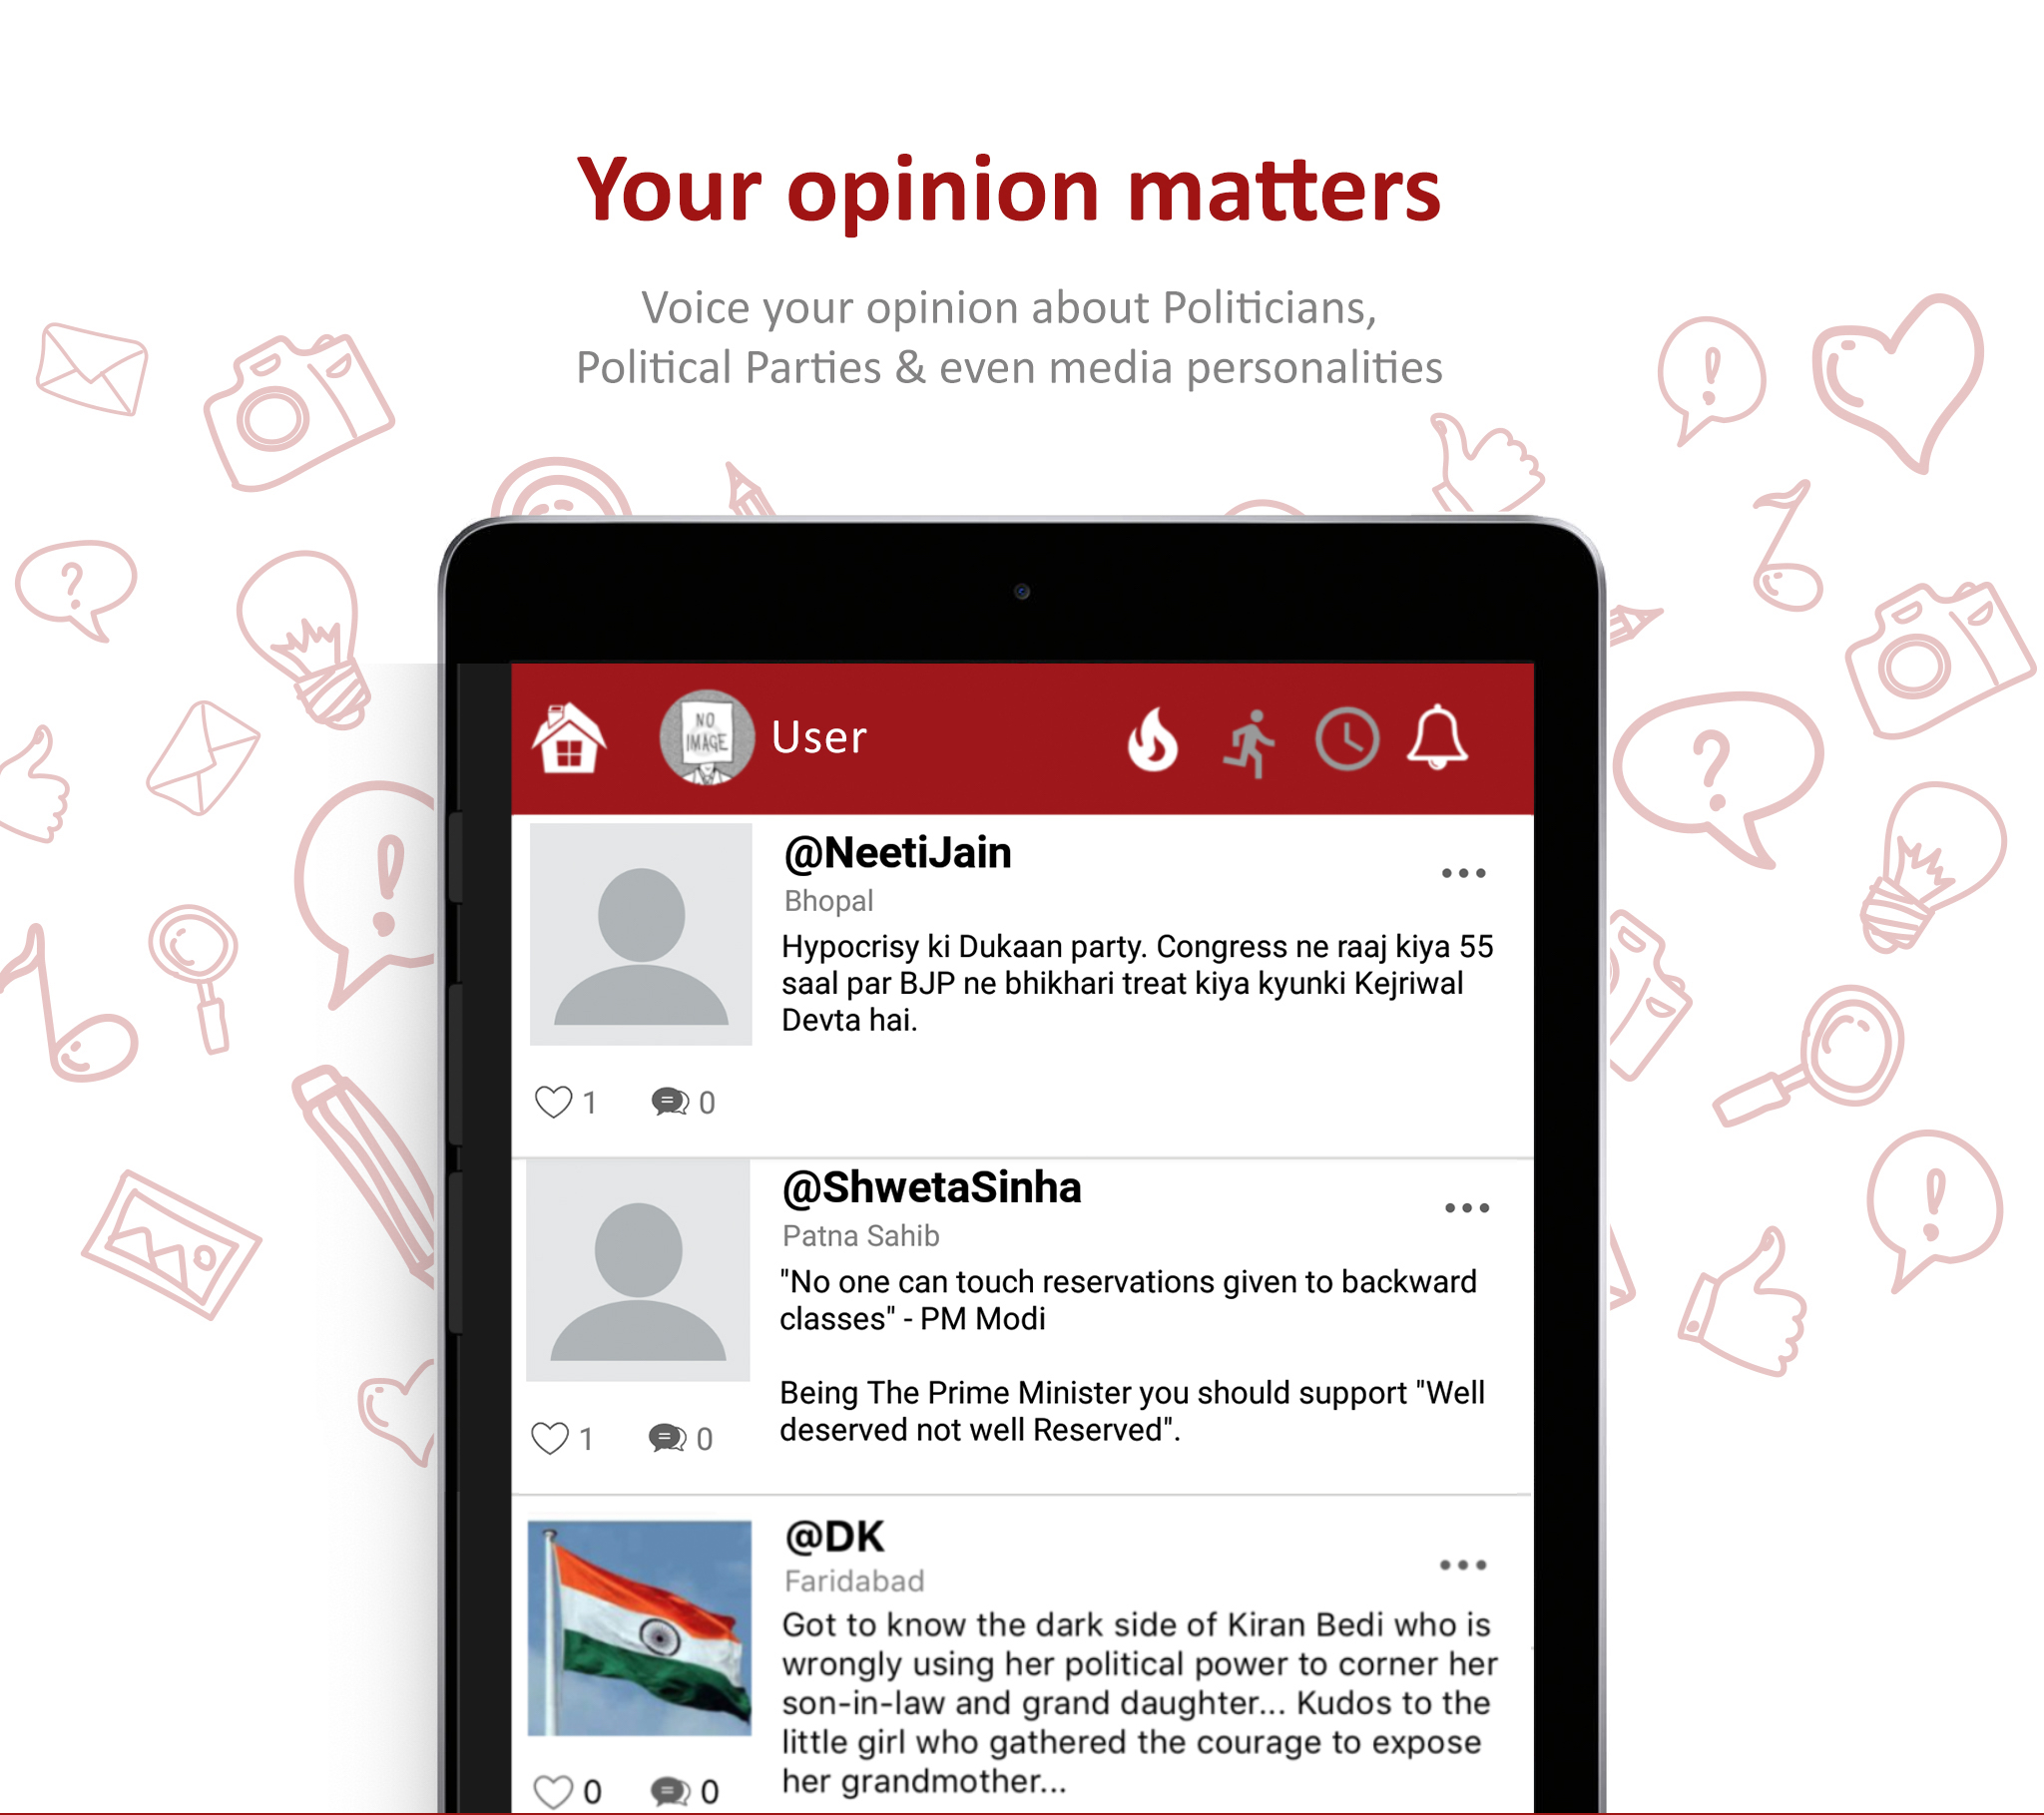 Your opinion matters
Voice your opinion about Politicians,
Political Parties & even media personalities
NO
IMAGE
User
@NeetiJain
Bhopal
Hypocrisy ki Dukaan party. Congress ne raaj kiya 55
saal par BJP ne bhikhari treat kiya kyunki Kejriwal
Devta hai.
1 0
@ShwetaSinha
Patna Sahib
"No one can touch reservations given to backward
classes" - PM Modi
Being The Prime Minister you should support "Well
deserved not well Reserved".
1 0
@DK
Faridabad
Got to know the dark side of Kiran Bedi who is
wrongly using her political power to corner her
son-in-law and grand daughter... Kudos to the
little girl who gathered the courage to expose
her grandmother...
0 0